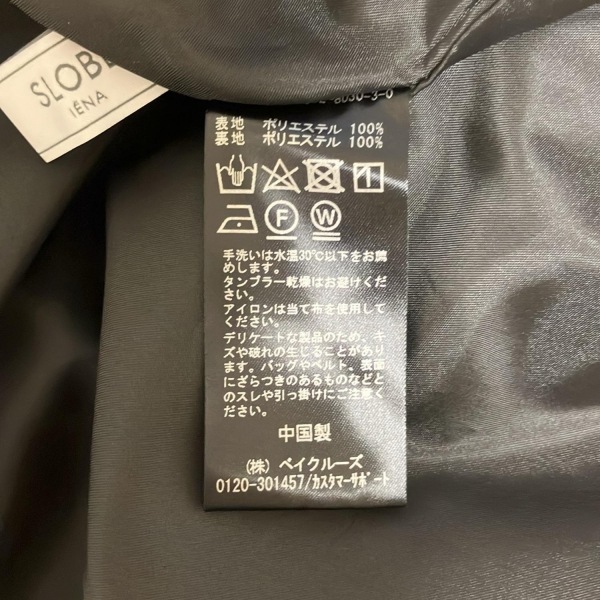 SLOBE
IÉNA
8030-3-0
表地 ポリエステル 100%
裏地 ポリエステル 100%
F W
手洗いは水温30℃以下をお薦
めします。
タンブラー乾燥はお避けくだ
さい。
アイロンは当て布を使用して
ください。
デリケートな製品のため、キ
ズや破れの生じることがあり
ます。バッグやベルト、表面
にざらつきのあるものなどと
のスレや引っ掛けにご注意く
ださい。
中国製
(株) ベイクルーズ
0120-301457/カスタマーサポート